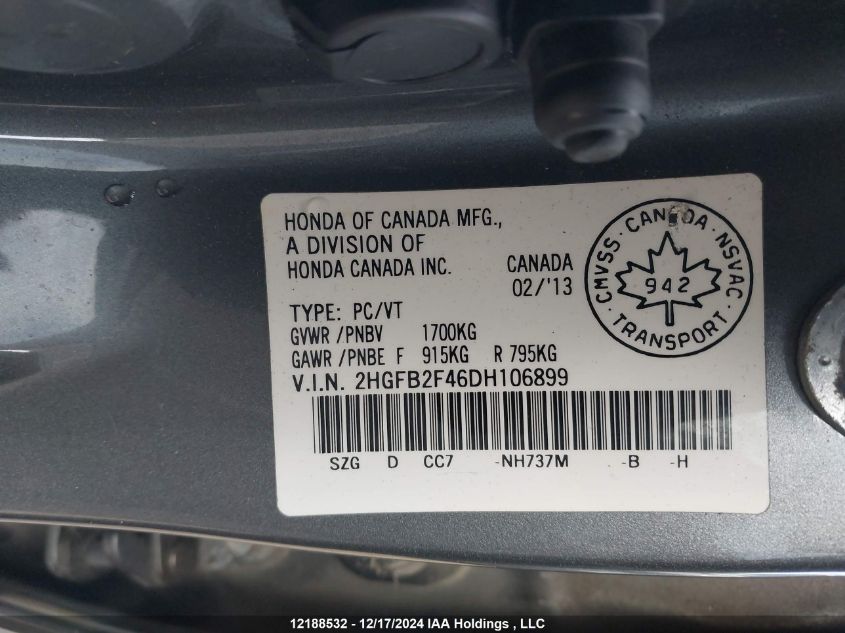 HONDA OF CANADA MFG.,
A DIVISION OF
HONDA CANADA INC.
CANADA
02/'13
CMVSS · CANADA · NSVAC ·
942
TRANSPORT
TYPE: PC/VT
GVWR /PNBV 1700KG
GAWR /PNBE F 915KG R 795KG
V.I.N. 2HGFB2F46DH106899
SZG D CC7 -NH737M -B -H
12188532 - 12/17/2024 IAA Holdings , LLC